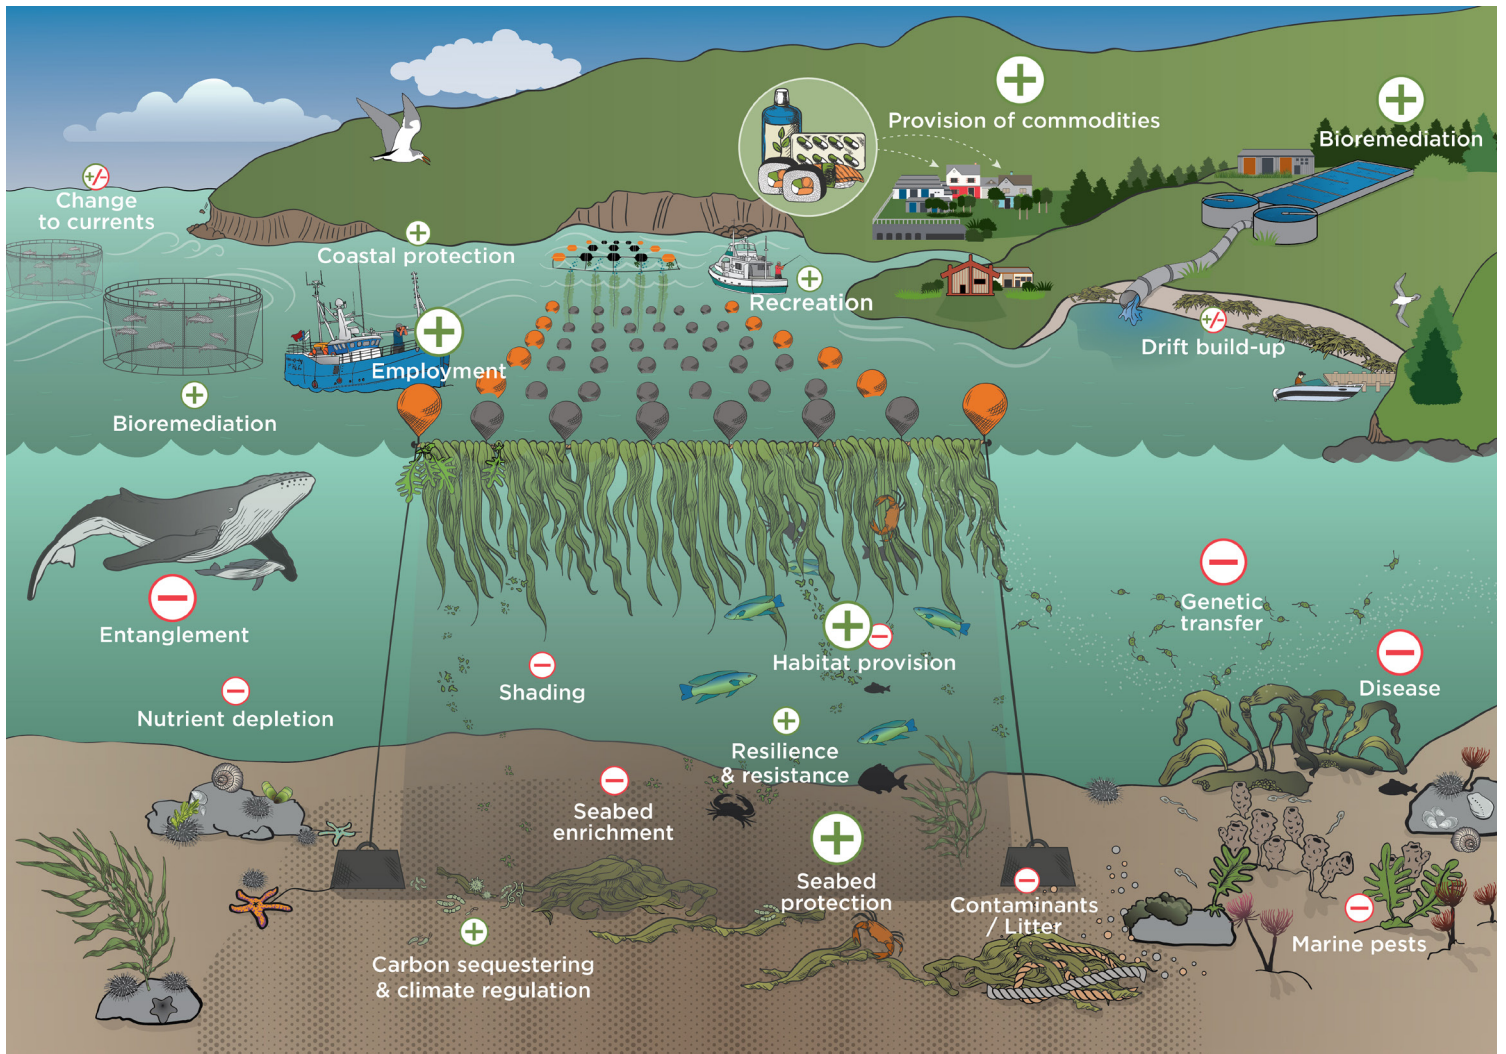 Provision of commodities
Bioremediation
+/-
Change
to currents
Coastal protection
Recreation
+/-
Drift build-up
Employment
Bioremediation
Entanglement
Genetic
transfer
Habitat provision
Disease
Shading
Nutrient depletion
Resilience
& resistance
Seabed
enrichment
Seabed
protection
Contaminants
/ Litter
Marine pests
Carbon sequestering
& climate regulation